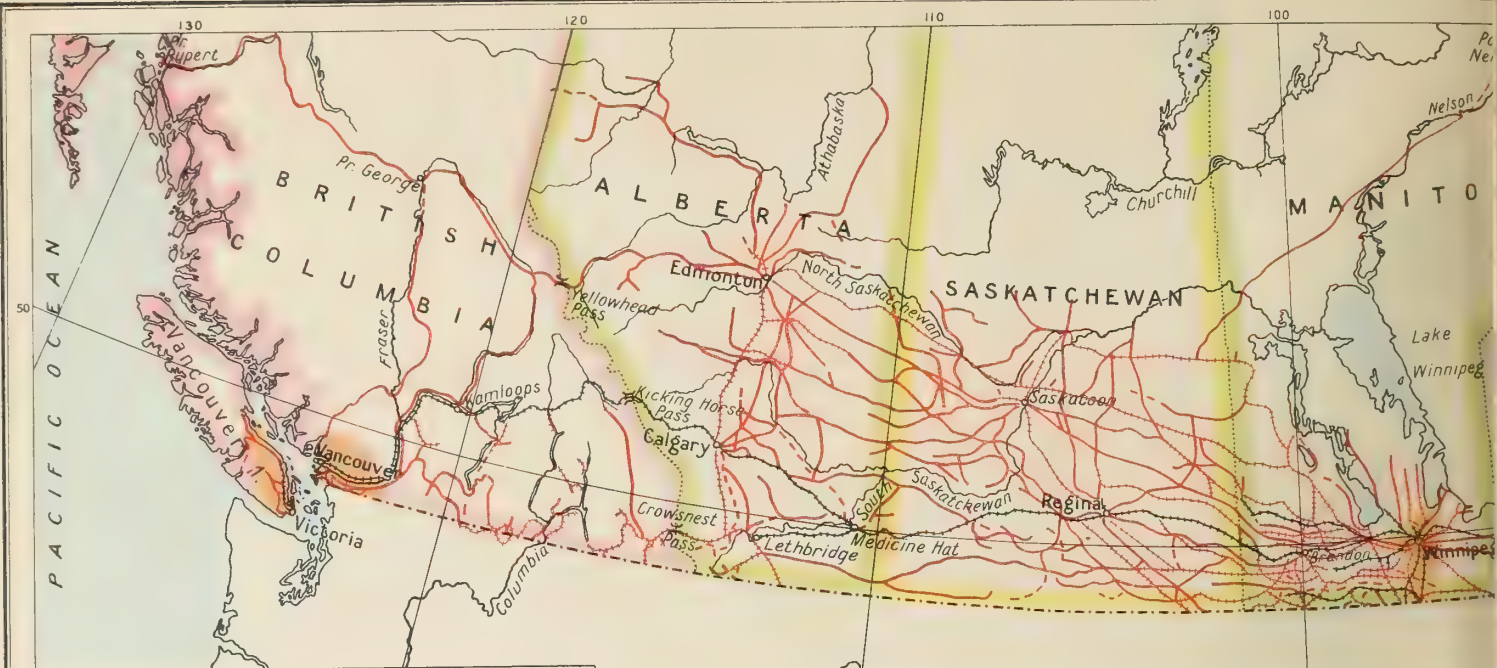 130
120
110
100
Pr.
Rupert
Nelson
Athabaska
Pr. George
BRITISH
COLUMBIA
ALBERTA
Churchill
MANITO
PACIFIC OCEAN
Edmonton
North Saskatchewan
SASKATCHEWAN
Yellowhead
Pass
50
Fraser
Lake
Winnipeg
Vancouver I
Kamloops
Kicking Horse
Pass
Saskatoon
Calgary
Vancouve
South
Saskatchewan
Regina
Crowsnest
Pass
Victoria
Lethbridge
Medicine Hat
Brandon
Winnipeg
Columbia